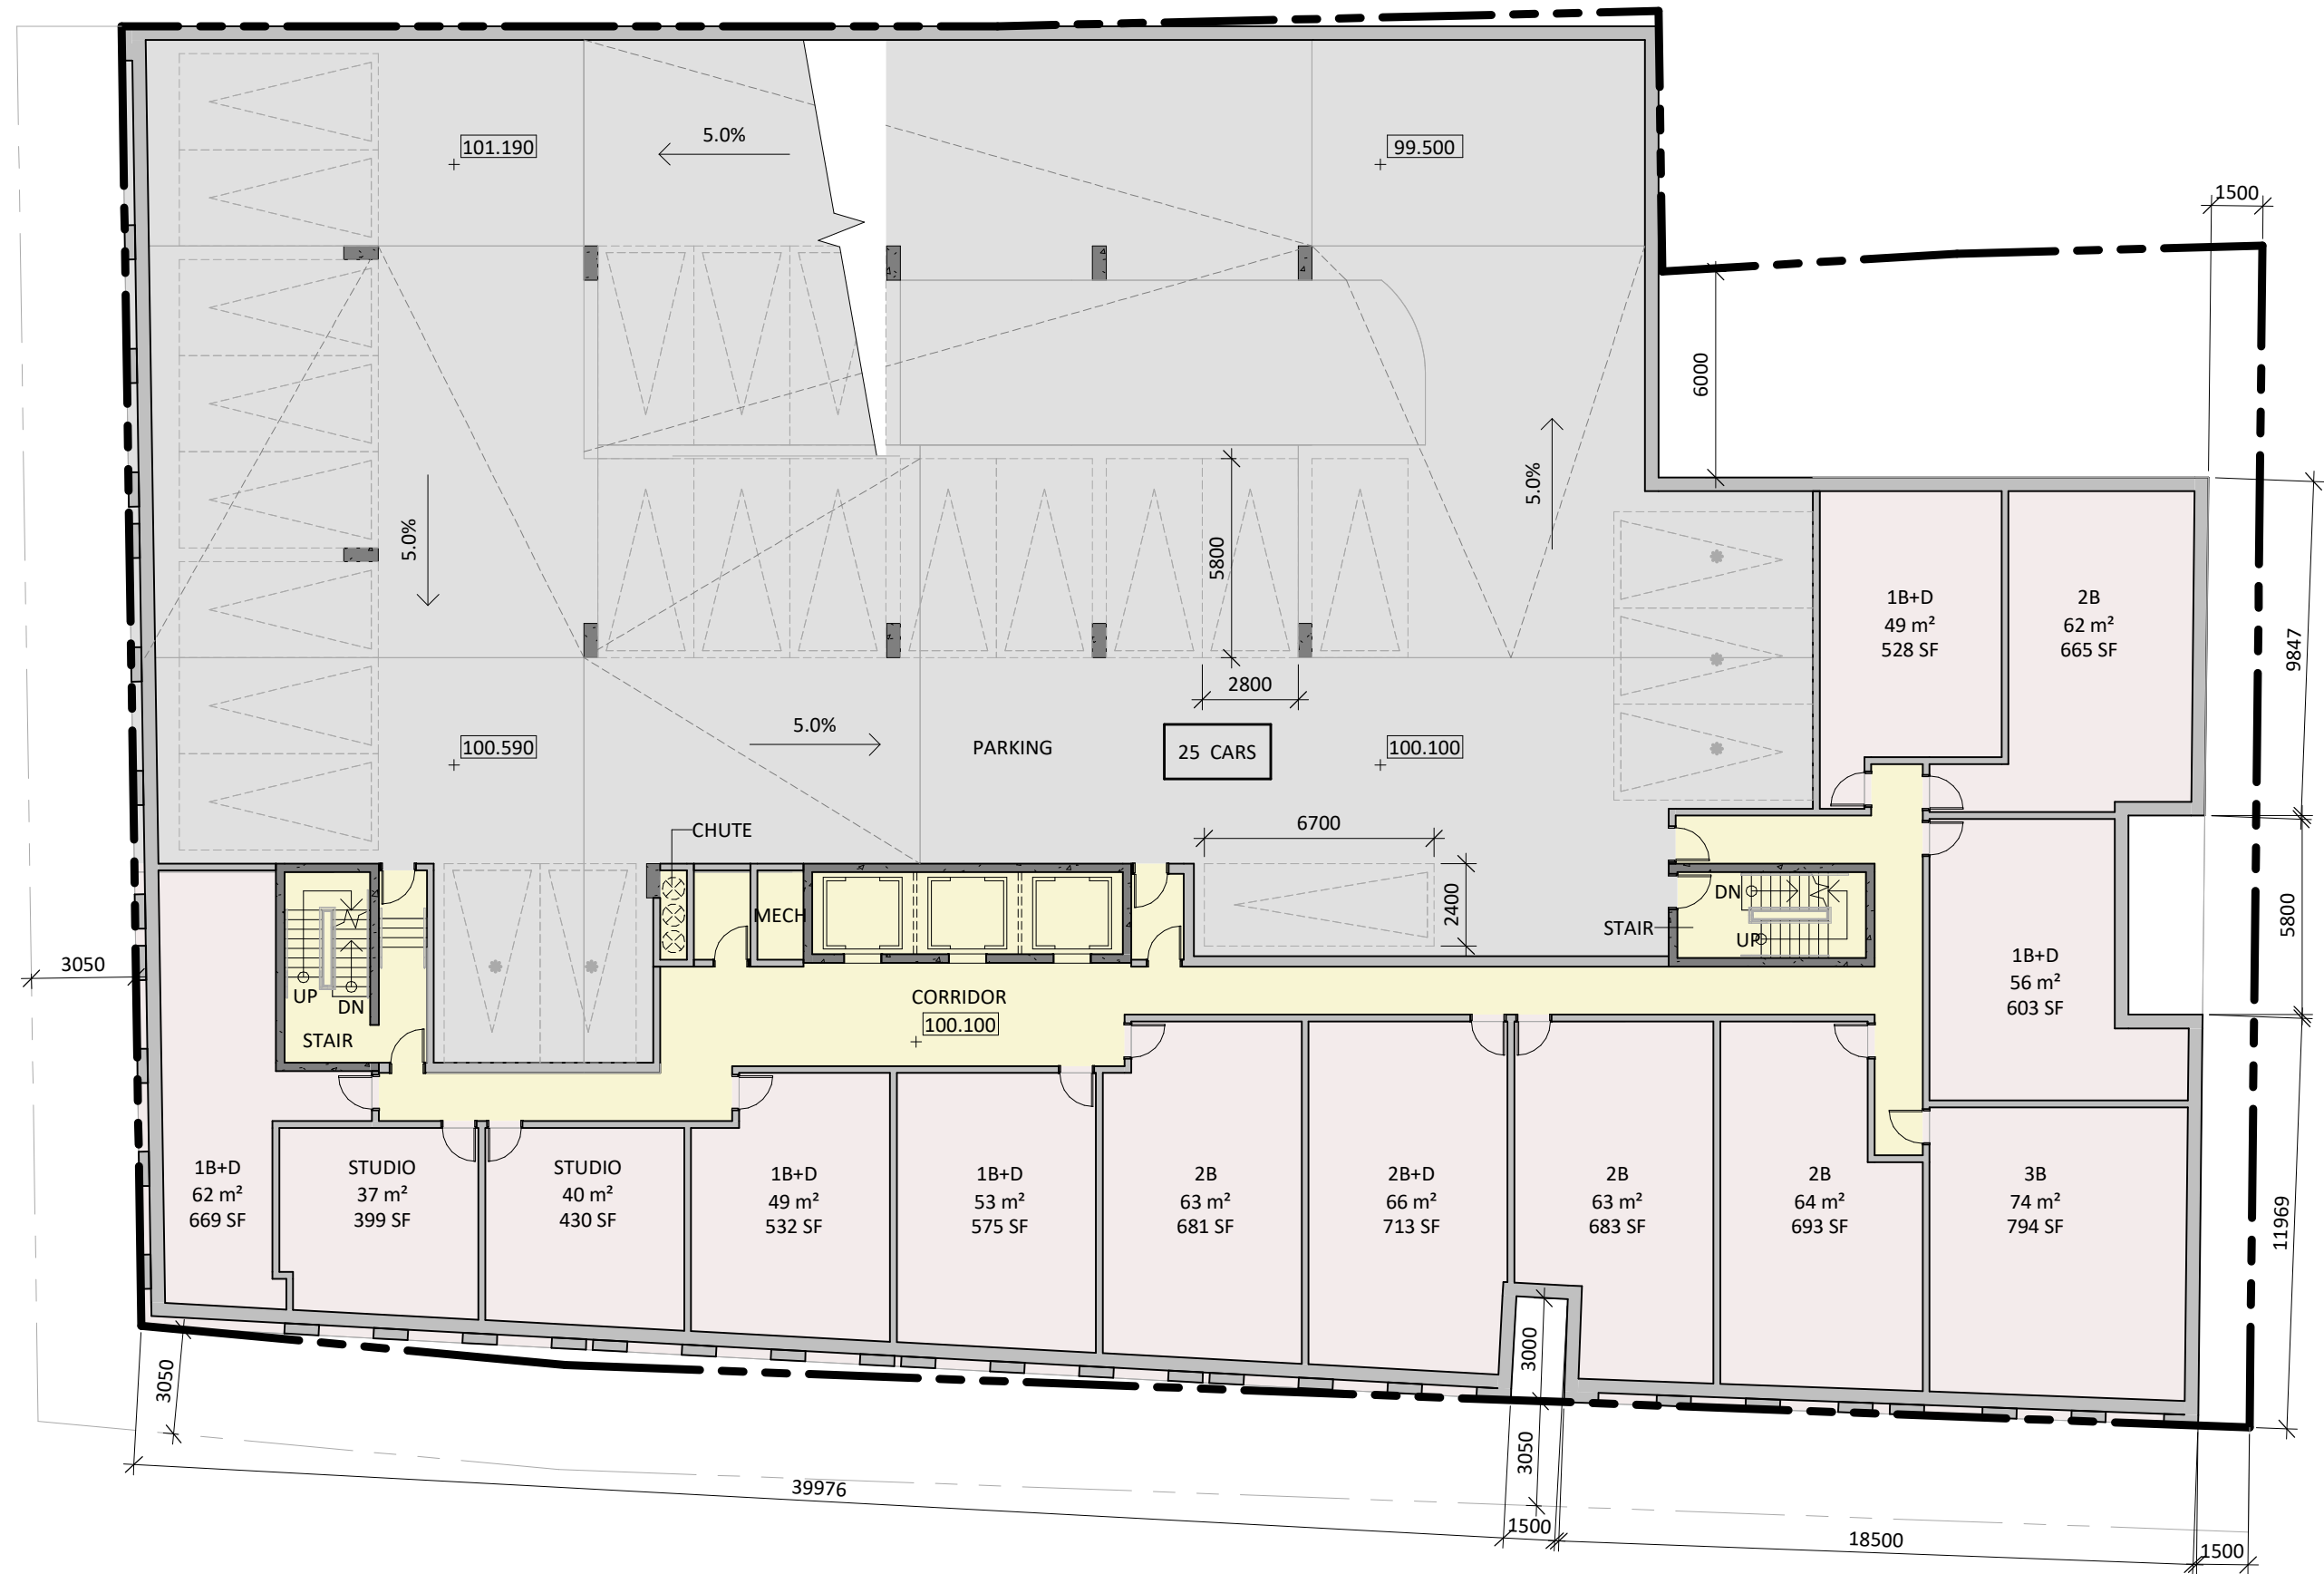 5.0%
101.190
99.500
1500
6000
5.0%
5800
5.0%
1B+D
49 m²
528 SF
2B
62 m²
665 SF
9847
2800
5.0%
100.590
PARKING
25 CARS
100.100
CHUTE
6700
MECH
2400
DN
STAIR
UP
5800
3050
UP
DN
STAIR
CORRIDOR
100.100
1B+D
56 m²
603 SF
1B+D
62 m²
669 SF
STUDIO
37 m²
399 SF
STUDIO
40 m²
430 SF
1B+D
49 m²
532 SF
1B+D
53 m²
575 SF
2B
63 m²
681 SF
2B+D
66 m²
713 SF
2B
63 m²
683 SF
2B
64 m²
693 SF
3B
74 m²
794 SF
11969
3050
3000
3050
39976
1500
18500
1500